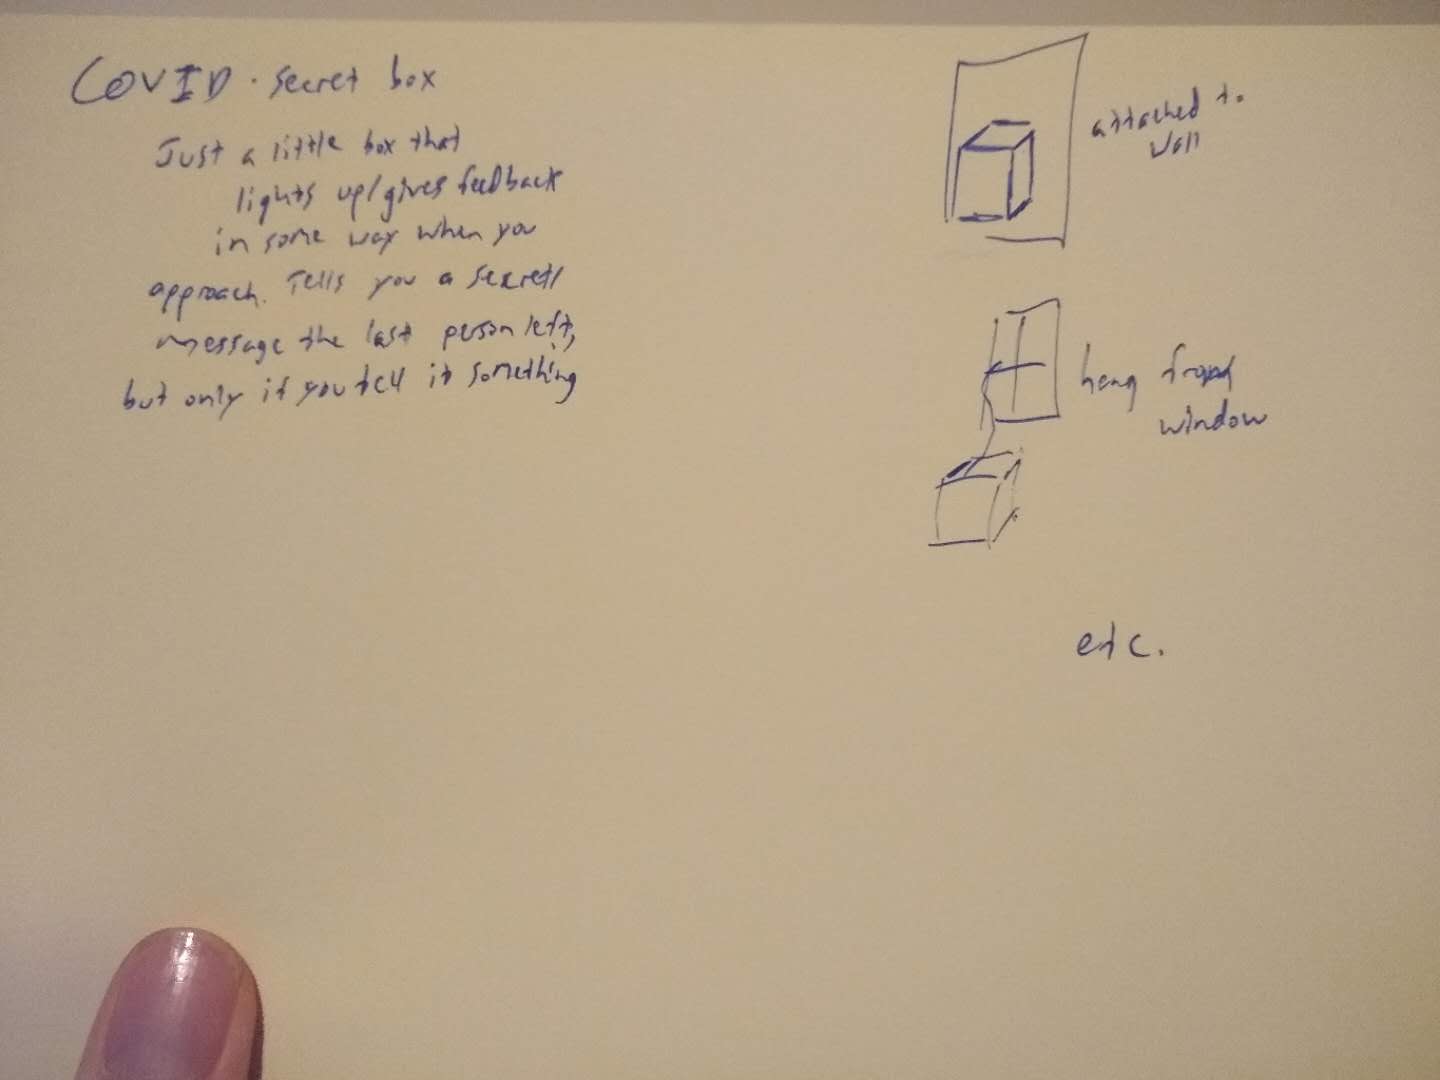 COVID. secret box
Just a little box that
lights up/gives feedback
in some way when you
approach. Tells you a secret/
message the last person left,
but only if you tell it something
attached to
wall
hang from
window
etc.